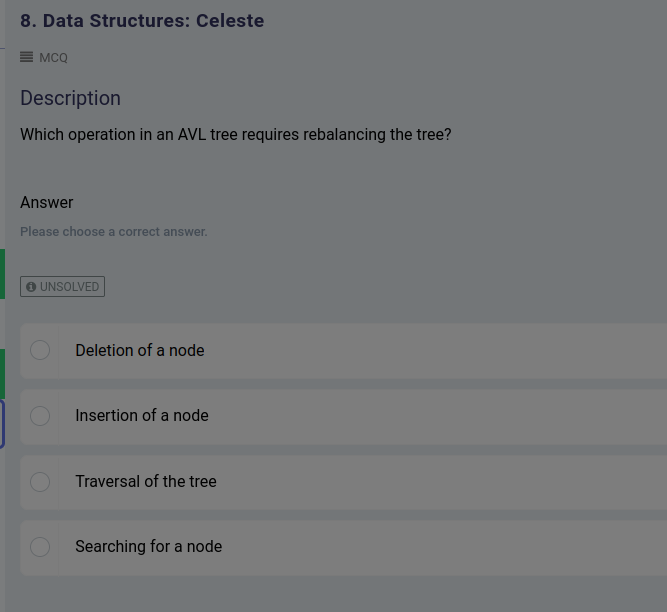 8. Data Structures: Celeste
MCQ
Description
Which operation in an AVL tree requires rebalancing the tree?
Answer
Please choose a correct answer.
UNSOLVED
Deletion of a node
Insertion of a node
Traversal of the tree
Searching for a node